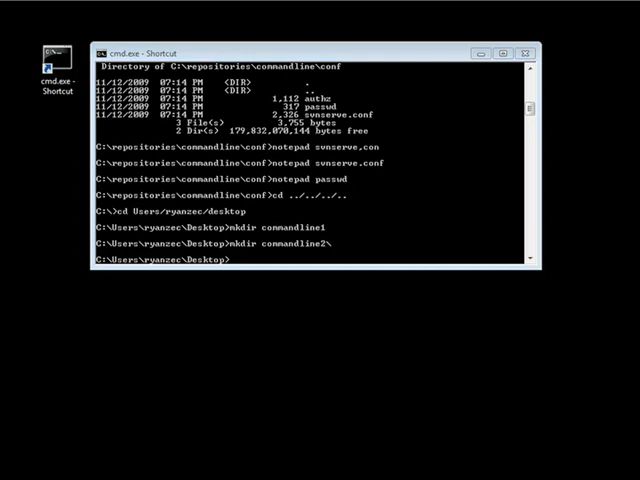 cmd.exe - Shortcut
cmd.exe -
Shortcut
Directory of C:\repositories\commandline\conf
11/12/2009 07:14 PM <DIR> .
11/12/2009 07:14 PM <DIR> ..
11/12/2009 07:14 PM 1,112 authz
11/12/2009 07:14 PM 317 passwd
11/12/2009 07:14 PM 2,326 svnserve.conf
3 File(s) 3,755 bytes
2 Dir(s) 179,832,070,144 bytes free
C:\repositories\commandline\conf>notepad svnserve,con
C:\repositories\commandline\conf>notepad svnserve.conf
C:\repositories\commandline\conf>notepad passwd
C:\repositories\commandline\conf>cd ../../../..
C:\>cd Users/ryanzec/desktop
C:\Users\ryanzec\Desktop>mkdir commandline1
C:\Users\ryanzec\Desktop>mkdir commandline2\
C:\Users\ryanzec\Desktop>